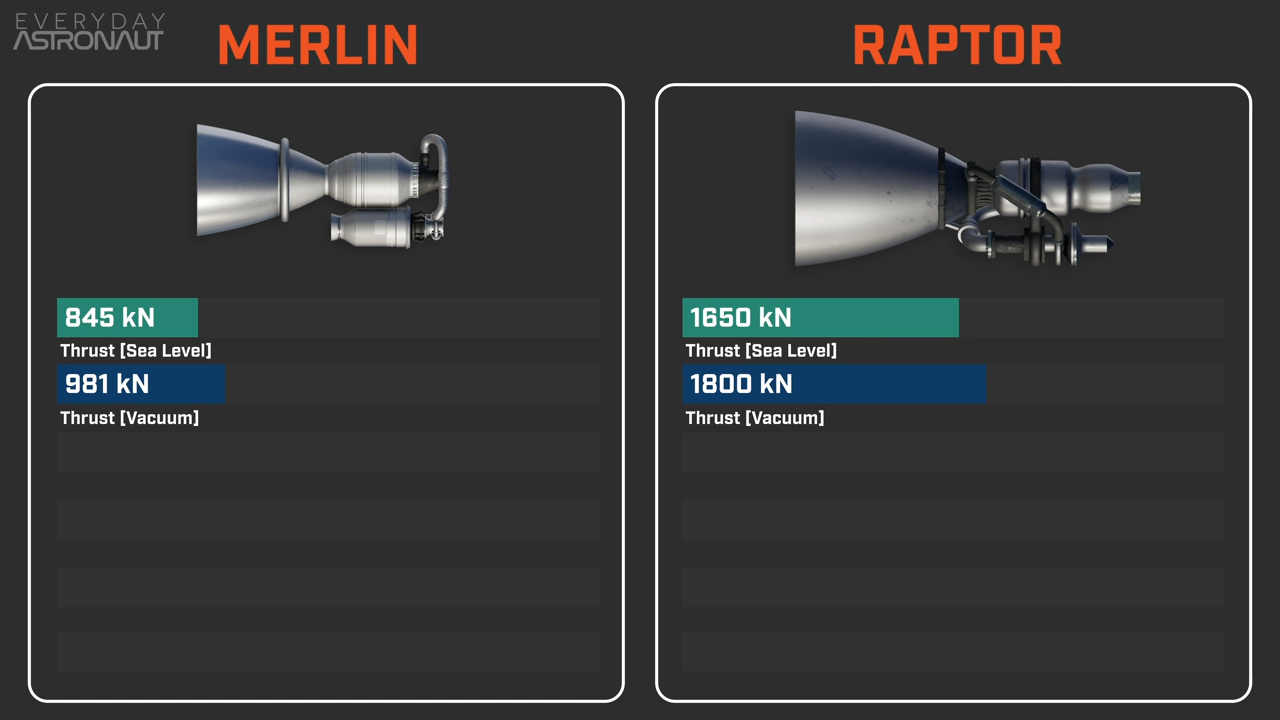 EVERYDAY
ASTRONAUT
MERLIN
RAPTOR
845 kN
Thrust [Sea Level]
981 kN
Thrust [Vacuum]
1650 kN
Thrust [Sea Level]
1800 kN
Thrust [Vacuum]